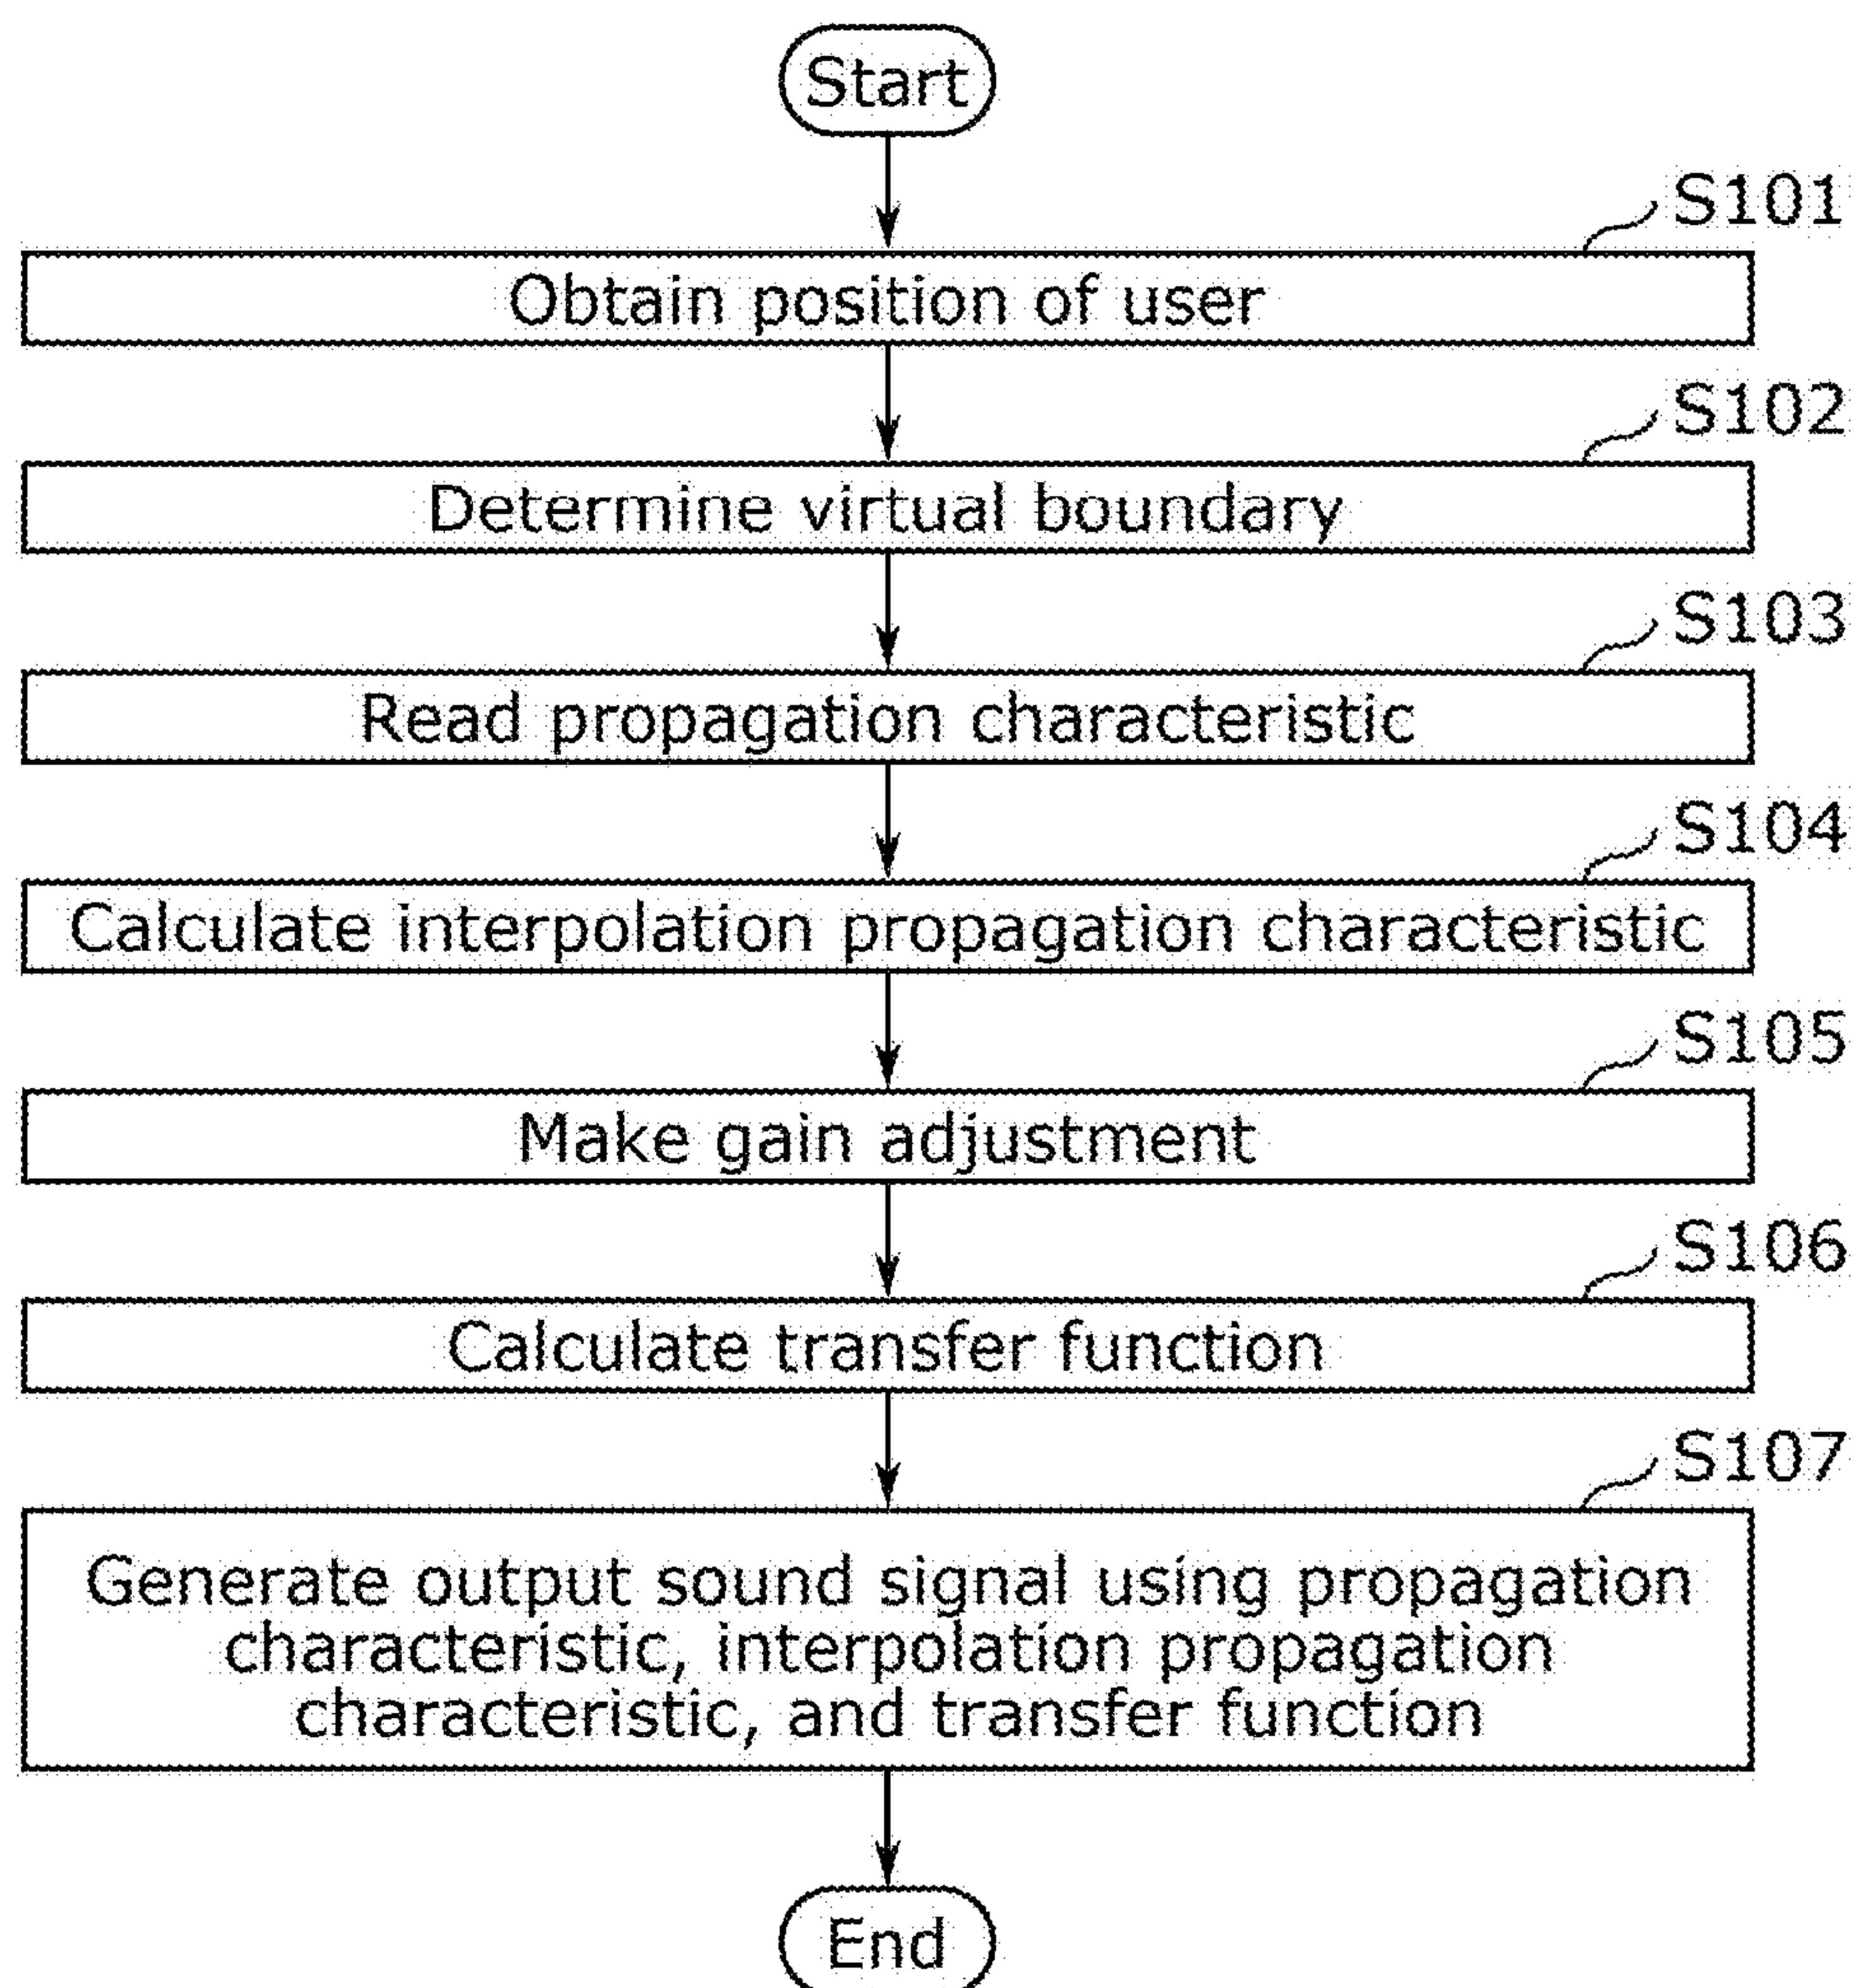 Start
S101
Obtain position of user
S102
Determine virtual boundary
S103
Read propagation characteristic
S104
Calculate interpolation propagation characteristic
S105
Make gain adjustment
S106
Calculate transfer function
S107
Generate output sound signal using propagation
characteristic, interpolation propagation
characteristic, and transfer function
End